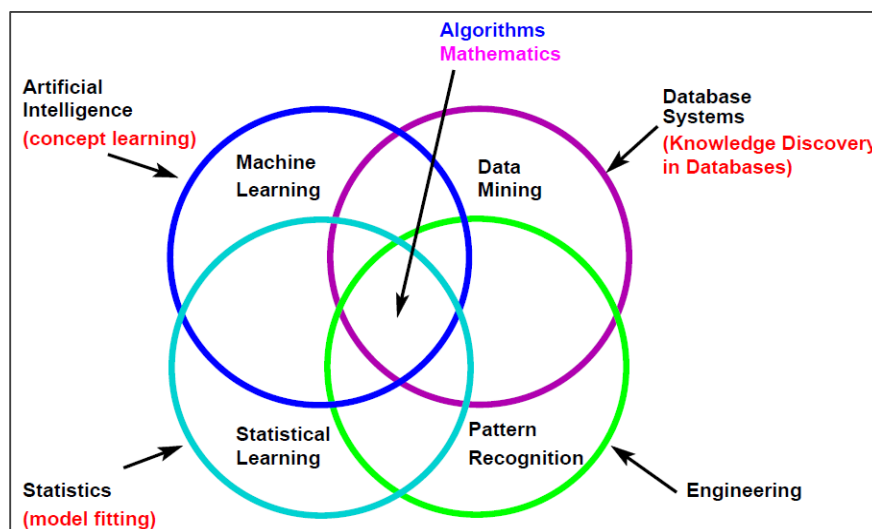 Algorithms
Mathematics
Artificial
Intelligence
(concept learning)
Database
Systems
(Knowledge Discovery
in Databases)
Machine
Learning
Data
Mining
Statistical
Learning
Pattern
Recognition
Statistics
(model fitting)
Engineering